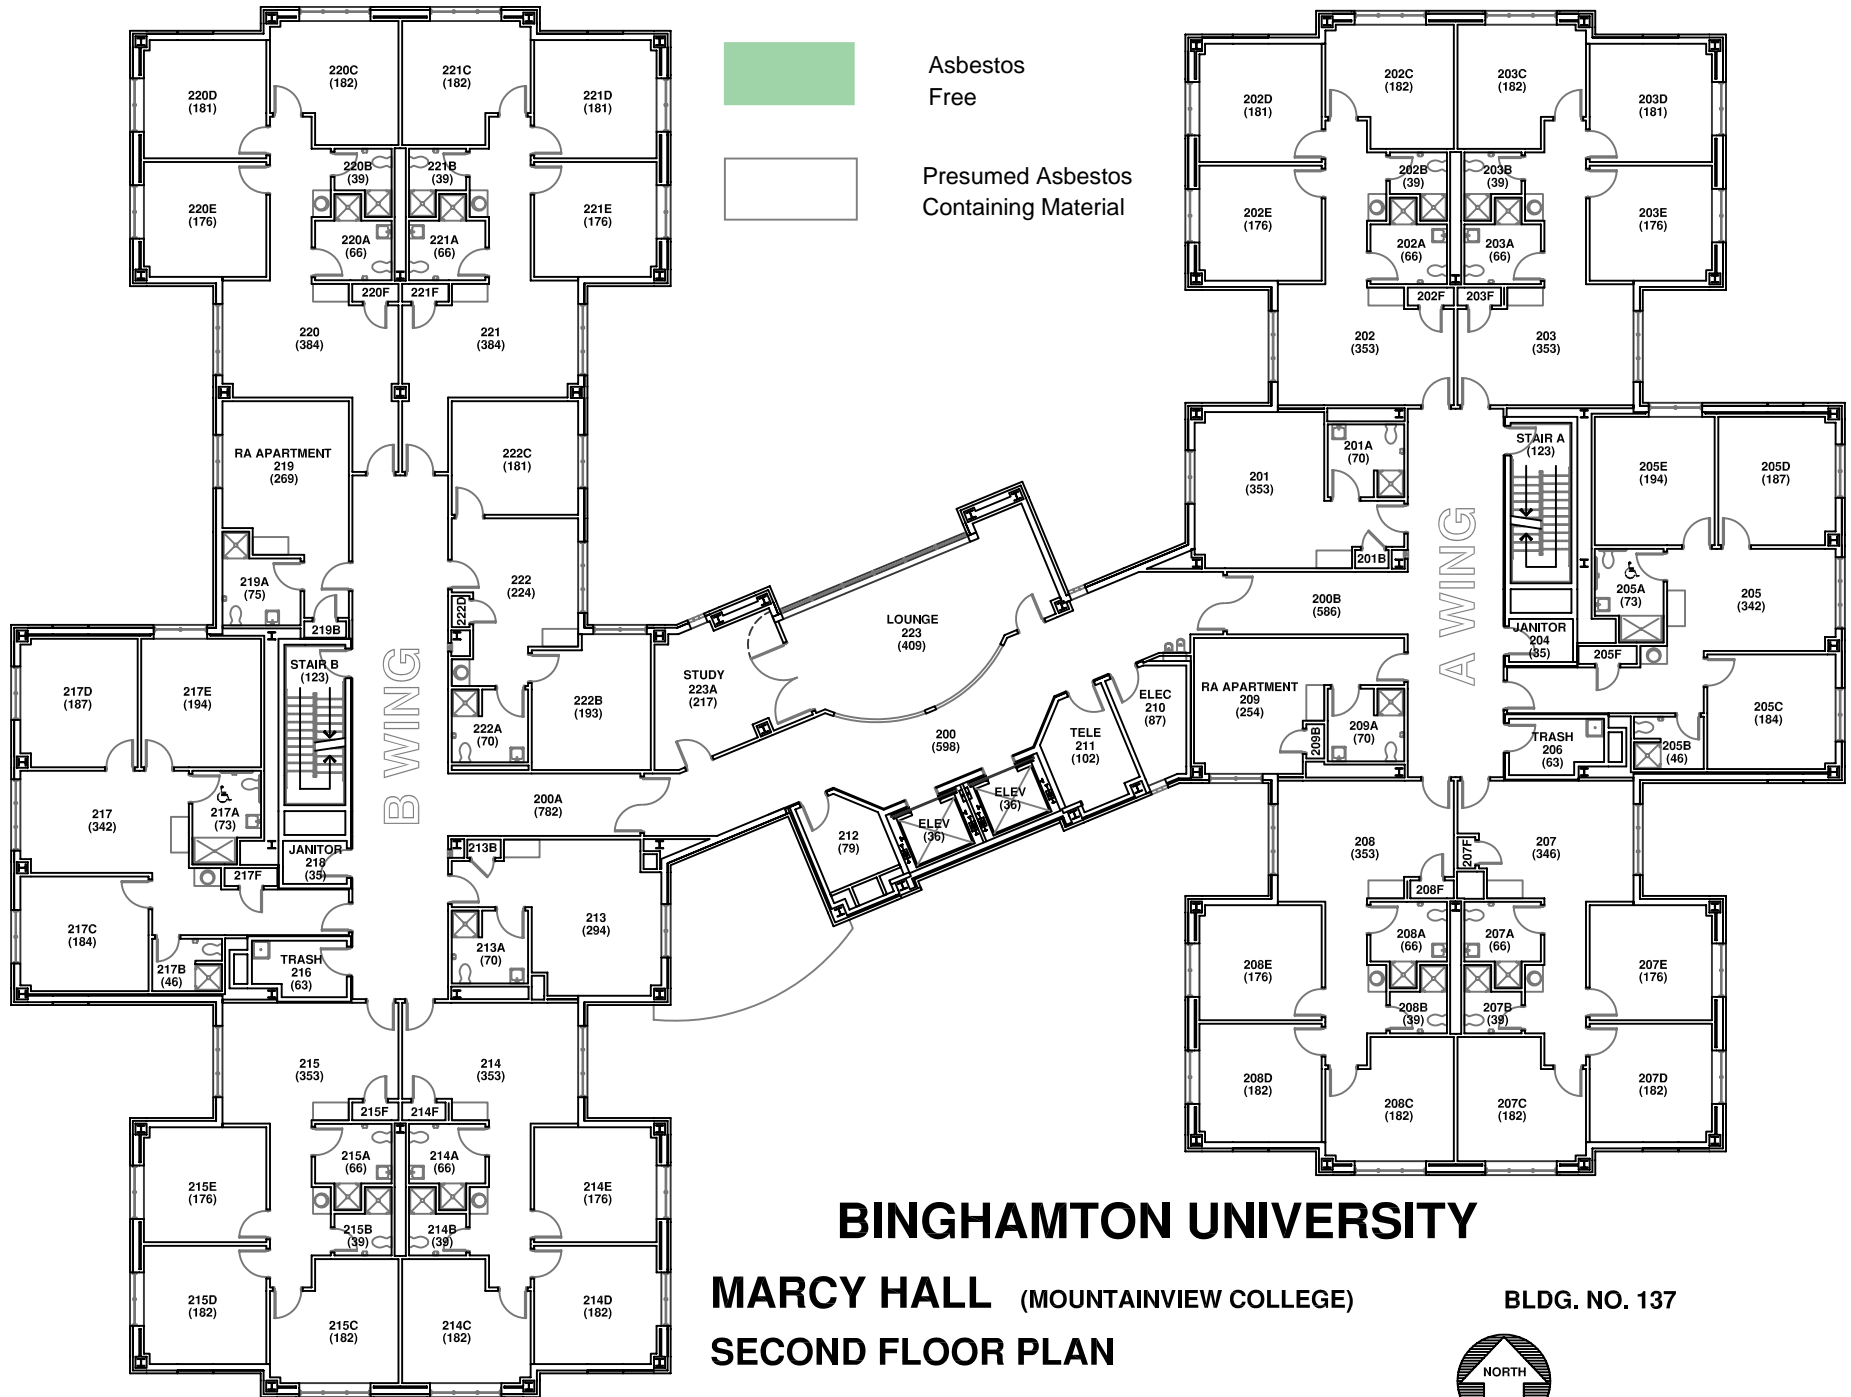 Asbestos
Free
Presumed Asbestos
Containing Material
220D
(181)
220C
(182)
221C
(182)
221D
(181)
220B
(39)
221B
(39)
220E
(176)
221E
(176)
220A
(66)
221A
(66)
220F
221F
220
(384)
221
(384)
RA APARTMENT
219
(269)
222C
(181)
219A
(75)
219B
222
(224)
222D
222A
(70)
222B
(193)
STUDY
223A
(217)
LOUNGE
223
(409)
B WING
STAIR B
(123)
217D
(187)
217E
(194)
217
(342)
217A
(73)
JANITOR
218
(35)
217F
217C
(184)
217B
(46)
TRASH
216
(63)
200A
(782)
213B
213
(294)
213A
(70)
200
(598)
212
(79)
ELEV
(36)
ELEV
(36)
TELE
211
(102)
ELEC
210
(87)
215
(353)
214
(353)
215F
214F
215A
(66)
214A
(66)
215E
(176)
214E
(176)
215B
(39)
214B
(39)
215D
(182)
215C
(182)
214C
(182)
214D
(182)
202D
(181)
202C
(182)
203C
(182)
203D
(181)
202B
(39)
203B
(39)
202E
(176)
203E
(176)
202A
(66)
203A
(66)
202F
203F
202
(353)
203
(353)
201
(353)
201A
(70)
201B
200B
(586)
A WING
STAIR A
(123)
205E
(194)
205D
(187)
205A
(73)
205
(342)
JANITOR
204
(35)
205F
205C
(184)
205B
(46)
TRASH
206
(63)
RA APARTMENT
209
(254)
209B
209A
(70)
208
(353)
207
(346)
207F
208F
208A
(66)
207A
(66)
208E
(176)
207E
(176)
208B
(39)
207B
(39)
208D
(182)
208C
(182)
207C
(182)
207D
(182)
BINGHAMTON UNIVERSITY
MARCY HALL (MOUNTAINVIEW COLLEGE) BLDG. NO. 137
SECOND FLOOR PLAN
NORTH